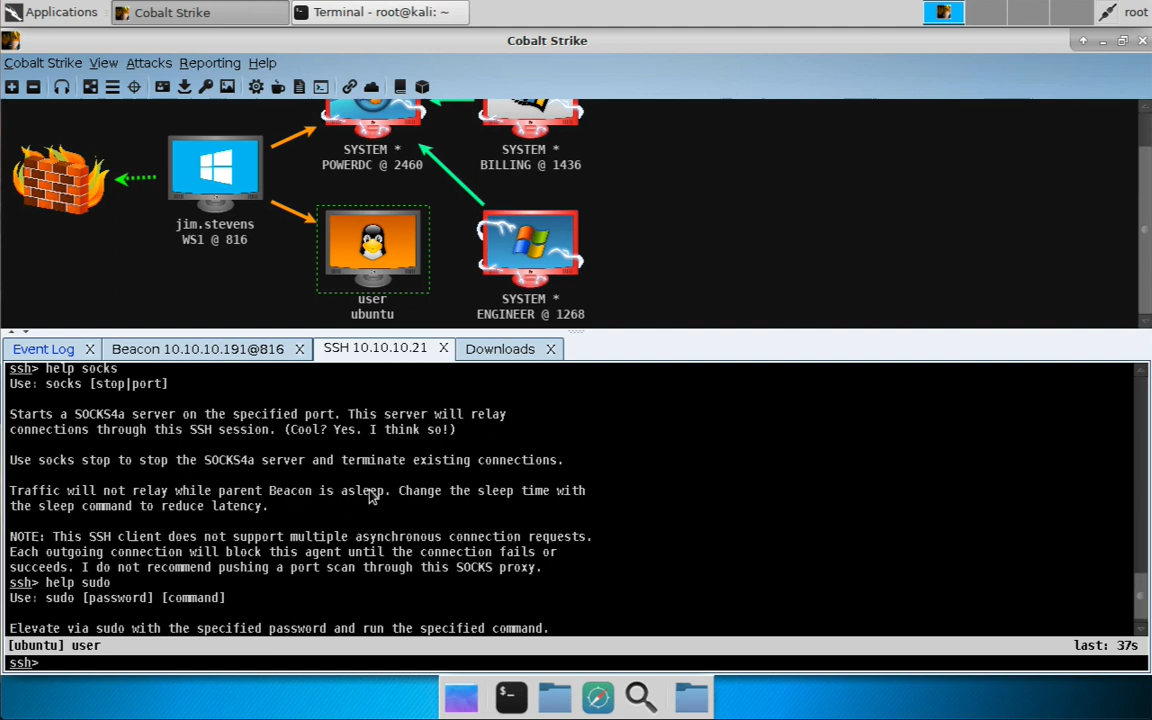 Applications
Cobalt Strike
Terminal - root@kali: ~
root
Cobalt Strike
Cobalt Strike View Attacks Reporting Help
SYSTEM *
POWERDC @ 2460
SYSTEM *
BILLING @ 1436
jim.stevens
WS1 @ 816
user
ubuntu
SYSTEM *
ENGINEER @ 1268
Event Log X
Beacon 10.10.10.191@816 X
SSH 10.10.10.21 X
Downloads X
ssh> help socks
Use: socks [stop|port]
Starts a SOCKS4a server on the specified port. This server will relay
connections through this SSH session. (Cool? Yes. I think so!)
Use socks stop to stop the SOCKS4a server and terminate existing connections.
Traffic will not relay while parent Beacon is asleep. Change the sleep time with
the sleep command to reduce latency.
NOTE: This SSH client does not support multiple asynchronous connection requests.
Each outgoing connection will block this agent until the connection fails or
succeeds. I do not recommend pushing a port scan through this SOCKS proxy.
ssh> help sudo
Use: sudo [password] [command]
Elevate via sudo with the specified password and run the specified command.
[ubuntu] user
last: 37s
ssh>